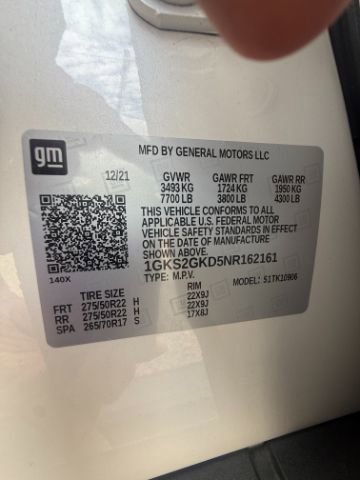 gm
MFD BY GENERAL MOTORS LLC
12/21 GVWR GAWR FRT GAWR RR
3493 KG 1724 KG 1950 KG
7700 LB 3800 LB 4300 LB
THIS VEHICLE CONFORMS TO ALL
APPLICABLE U.S. FEDERAL MOTOR
VEHICLE SAFETY STANDARDS IN EFFECT
ON THE DATE OF MANUFACTURE
SHOWN ABOVE.
1GKS2GKD5NR162161
140X TYPE: M.P.V. MODEL: S1TK10906
TIRE SIZE RIM
FRT 275/50R22 H 22X9J
RR 275/50R22 H 22X9J
SPA 265/70R17 S 17X8J